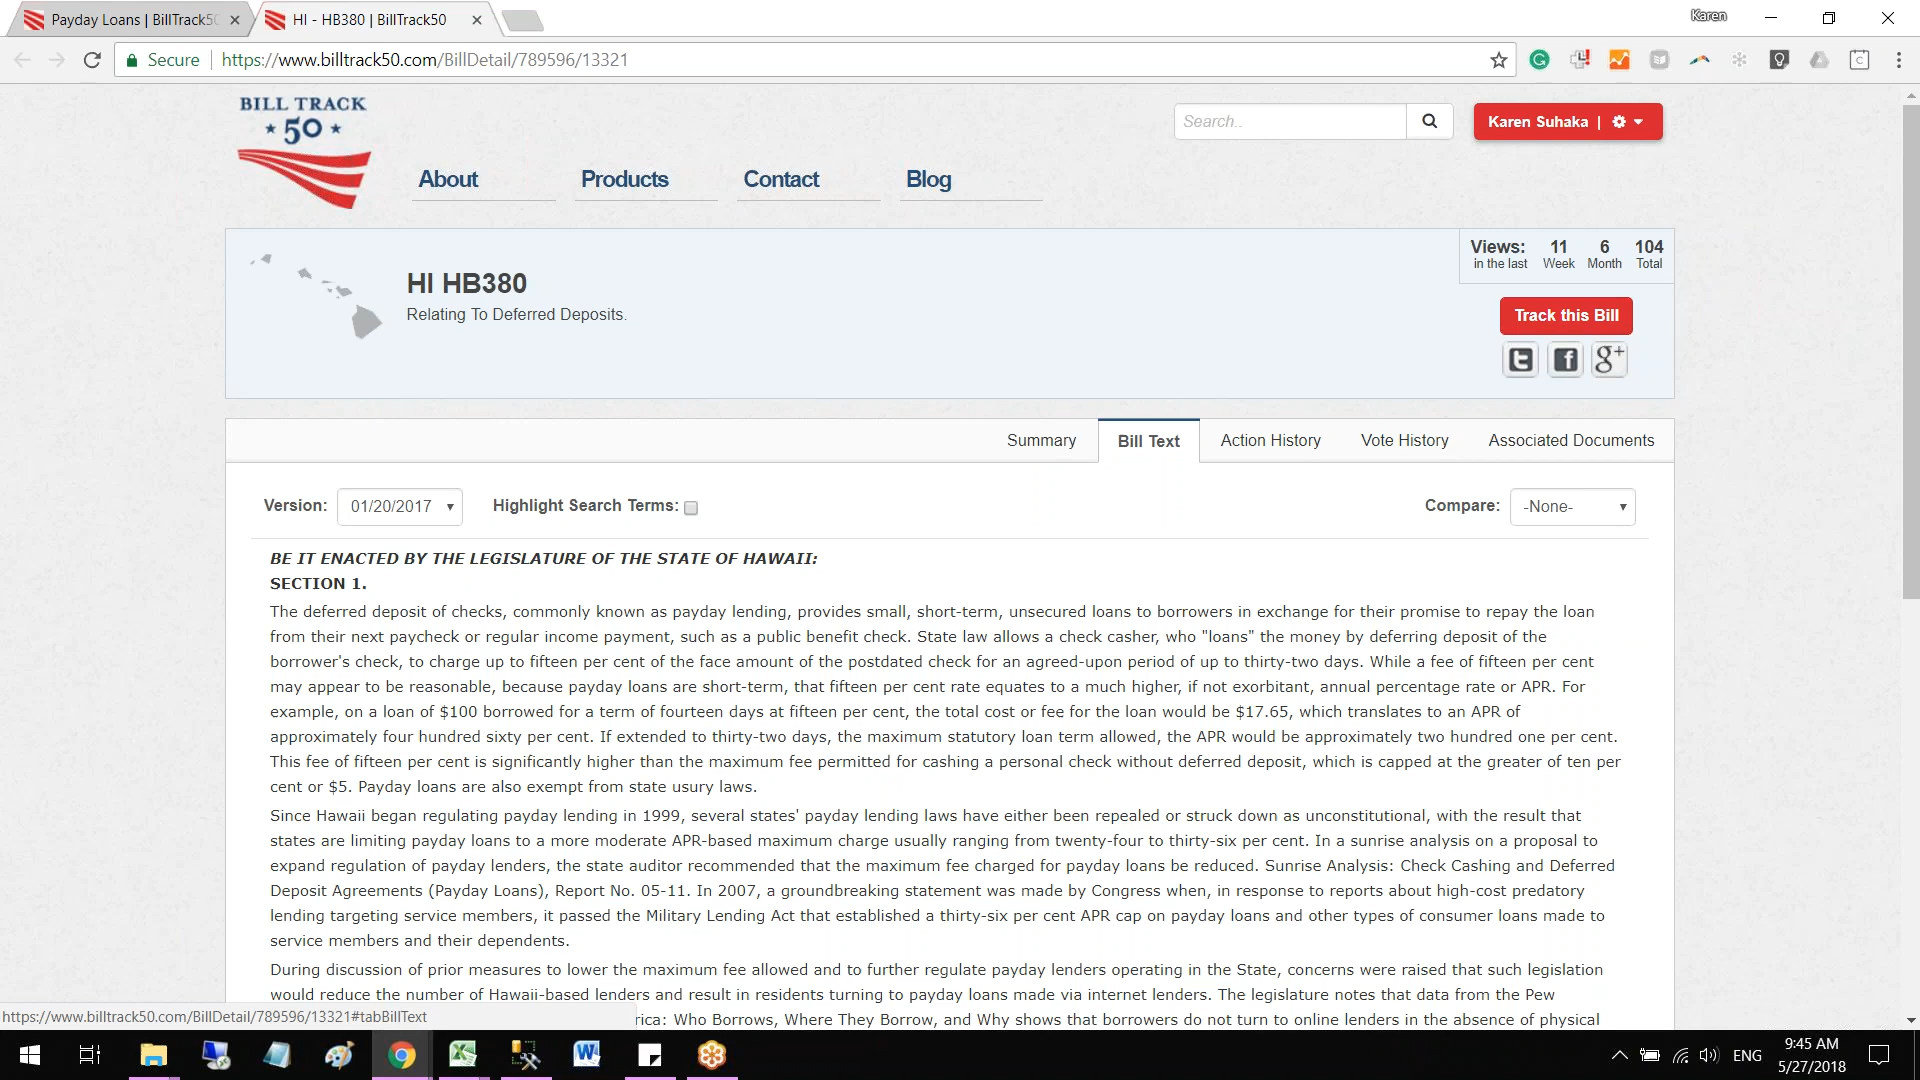 Payday Loans | BillTrack50
HI - HB380 | BillTrack50
Karen
Secure
https://www.billtrack50.com/BillDetail/789596/13321
BILL TRACK
50
Search..
Karen Suhaka |
About
Products
Contact
Blog
Views: 11 6 104
in the last Week Month Total
HI HB380
Relating To Deferred Deposits.
Track this Bill
Summary
Bill Text
Action History
Vote History
Associated Documents
Version: 01/20/2017
Highlight Search Terms:
Compare: -None-
BE IT ENACTED BY THE LEGISLATURE OF THE STATE OF HAWAII:
SECTION 1.
The deferred deposit of checks, commonly known as payday lending, provides small, short-term, unsecured loans to borrowers in exchange for their promise to repay the loan
from their next paycheck or regular income payment, such as a public benefit check. State law allows a check casher, who "loans" the money by deferring deposit of the
borrower's check, to charge up to fifteen per cent of the face amount of the postdated check for an agreed-upon period of up to thirty-two days. While a fee of fifteen per cent
may appear to be reasonable, because payday loans are short-term, that fifteen per cent rate equates to a much higher, if not exorbitant, annual percentage rate or APR. For
example, on a loan of $100 borrowed for a term of fourteen days at fifteen per cent, the total cost or fee for the loan would be $17.65, which translates to an APR of
approximately four hundred sixty per cent. If extended to thirty-two days, the maximum statutory loan term allowed, the APR would be approximately two hundred one per cent.
This fee of fifteen per cent is significantly higher than the maximum fee permitted for cashing a personal check without deferred deposit, which is capped at the greater of ten per
cent or $5. Payday loans are also exempt from state usury laws.
Since Hawaii began regulating payday lending in 1999, several states' payday lending laws have either been repealed or struck down as unconstitutional, with the result that
states are limiting payday loans to a more moderate APR-based maximum charge usually ranging from twenty-four to thirty-six per cent. In a sunrise analysis on a proposal to
expand regulation of payday lenders, the state auditor recommended that the maximum fee charged for payday loans be reduced. Sunrise Analysis: Check Cashing and Deferred
Deposit Agreements (Payday Loans), Report No. 05-11. In 2007, a groundbreaking statement was made by Congress when, in response to reports about high-cost predatory
lending targeting service members, it passed the Military Lending Act that established a thirty-six per cent APR cap on payday loans and other types of consumer loans made to
service members and their dependents.
During discussion of prior measures to lower the maximum fee allowed and to further regulate payday lenders operating in the State, concerns were raised that such legislation
would reduce the number of Hawaii-based lenders and result in residents turning to payday loans made via internet lenders. The legislature notes that data from the Pew
rica: Who Borrows, Where They Borrow, and Why shows that borrowers do not turn to online lenders in the absence of physical
https://www.billtrack50.com/BillDetail/789596/13321#tabBillText
ENG
9:45 AM
5/27/2018